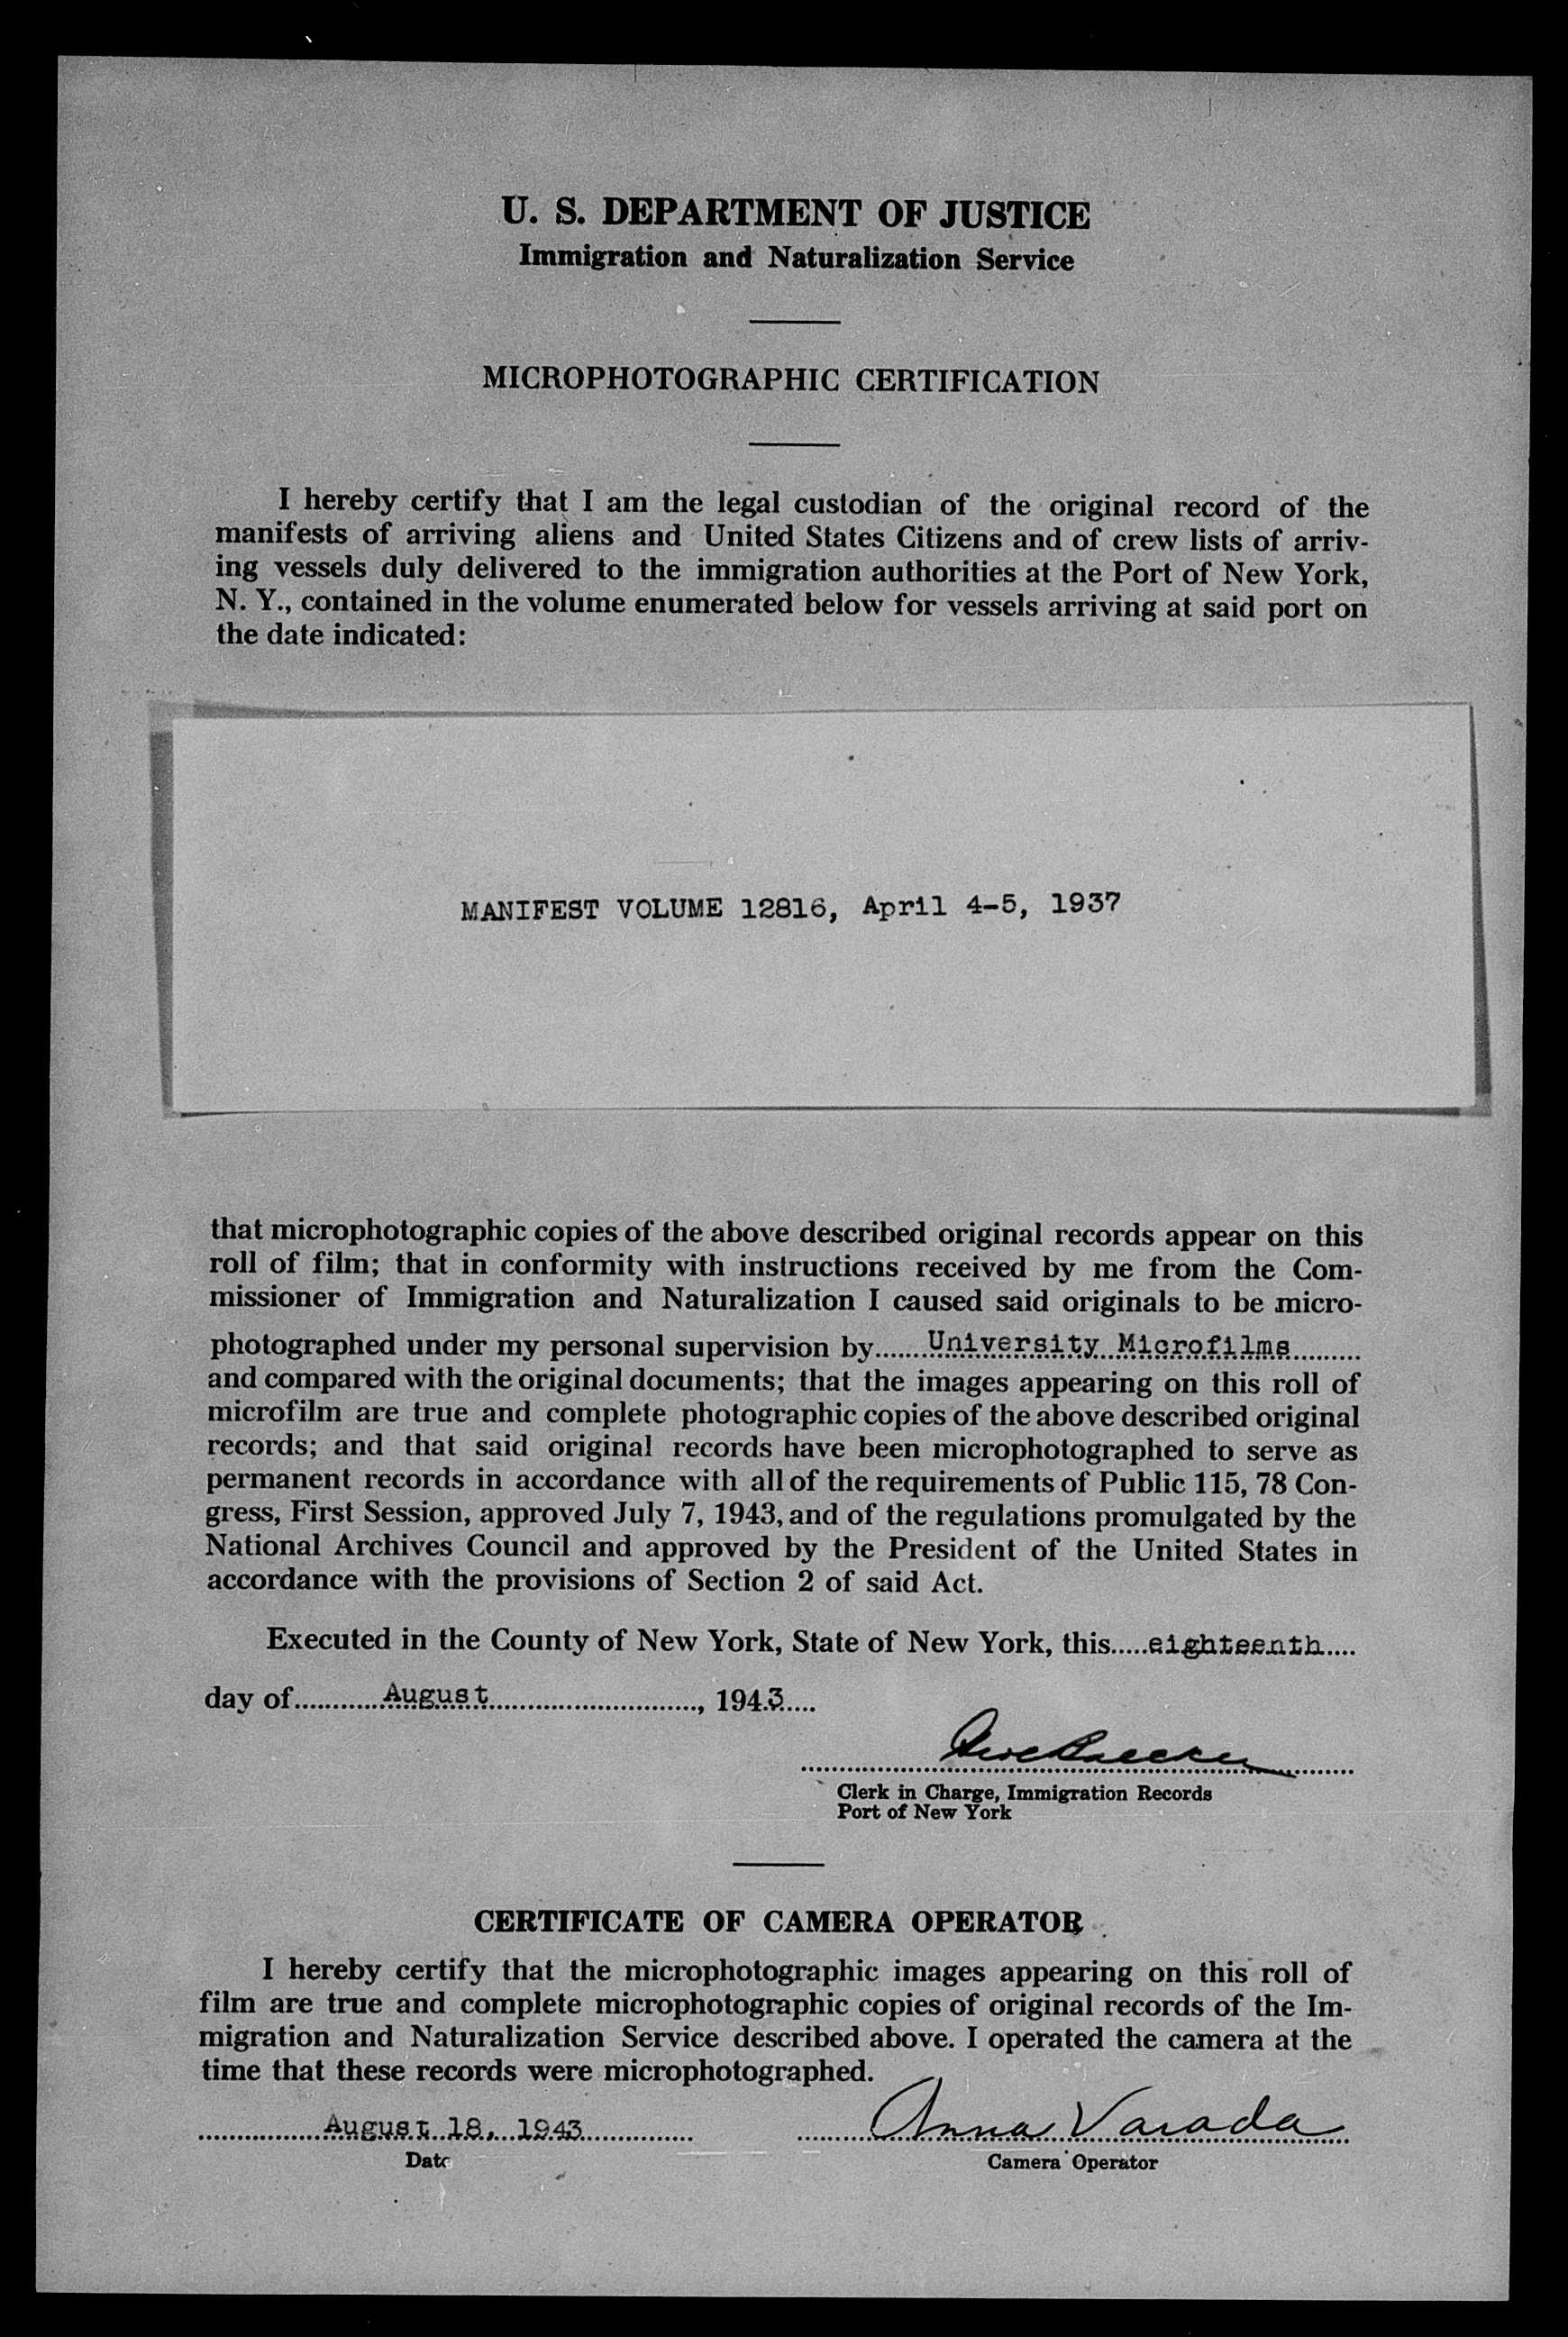 U. S. DEPARTMENT OF JUSTICE
Immigration and Naturalization Service
MICROPHOTOGRAPHIC CERTIFICATION
I hereby certify that I am the legal custodian of the original record of the
manifests of arriving aliens and United States Citizens and of crew lists of arriv-
ing vessels duly delivered to the immigration authorities at the Port of New York,
N. Y., contained in the volume enumerated below for vessels arriving at said port on
the date indicated:
MANIFEST VOLUME 12816, April 4-5, 1937
that microphotographic copies of the above described original records appear on this
roll of film; that in conformity with instructions received by me from the Com-
missioner of Immigration and Naturalization I caused said originals to be micro-
photographed under my personal supervision by University Microfilms
and compared with the original documents; that the images appearing on this roll of
microfilm are true and complete photographic copies of the above described original
records; and that said original records have been microphotographed to serve as
permanent records in accordance with all of the requirements of Public 115, 78 Con-
gress, First Session, approved July 7, 1943, and of the regulations promulgated by the
National Archives Council and approved by the President of the United States in
accordance with the provisions of Section 2 of said Act.
Executed in the County of New York, State of New York, this eighteenth
day of August, 1943
Clerk in Charge, Immigration Records
Port of New York
CERTIFICATE OF CAMERA OPERATOR
I hereby certify that the microphotographic images appearing on this roll of
film are true and complete microphotographic copies of original records of the Im-
migration and Naturalization Service described above. I operated the camera at the
time that these records were microphotographed.
August 18, 1943 Anna Varada
Date Camera Operator